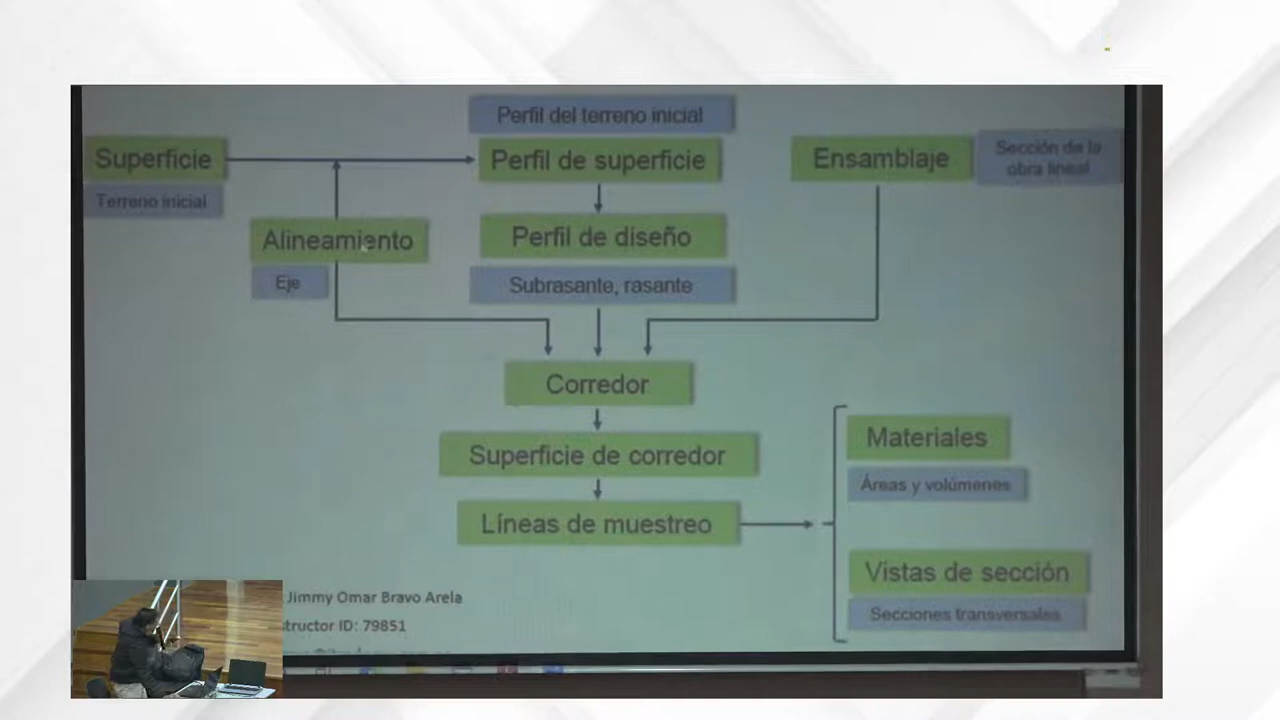 Perfil del terreno inicial
Superficie
Perfil de superficie
Ensamblaje
Sección de la
obra lineal
Terreno inicial
Alineamiento
Perfil de diseño
Eje
Subrasante, rasante
Corredor
Superficie de corredor
Líneas de muestreo
Materiales
Áreas y volúmenes
Vistas de sección
Secciones transversales
Jimmy Omar Bravo Arela
structor ID: 79851